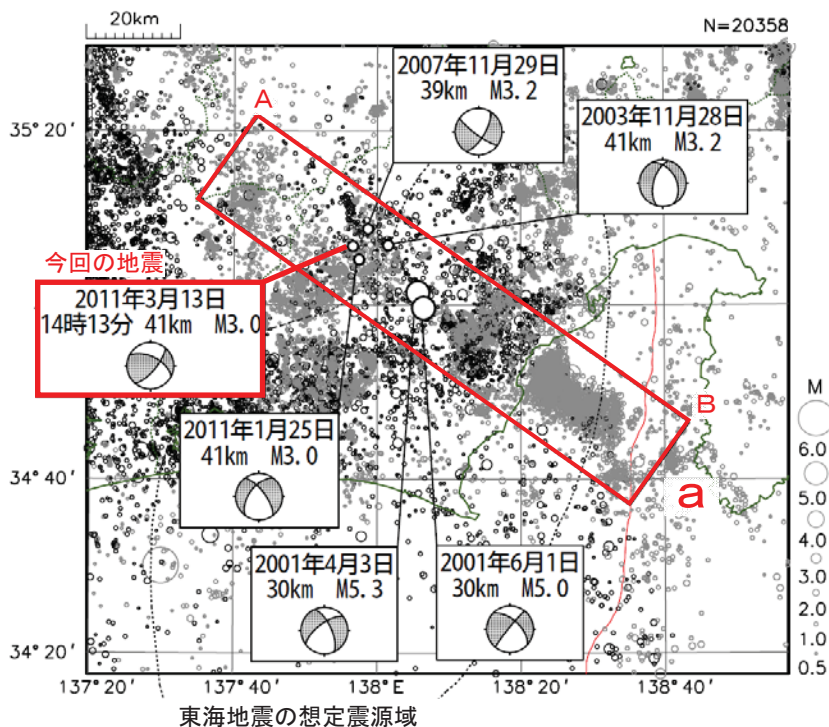 20km
N=20358
2007年11月29日
39km M3.2
2003年11月28日
41km M3.2
A
35° 20'
今回の地震
2011年3月13日
14時13分 41km M3.0
2011年1月25日
41km M3.0
B
a
34° 40'
2001年4月3日
30km M5.3
2001年6月1日
30km M5.0
34° 20'
M
6.0
5.0
4.0
3.0
2.0
1.0
0.5
137° 20' 137° 40' 138° E 138° 20' 138° 40'
東海地震の想定震源域